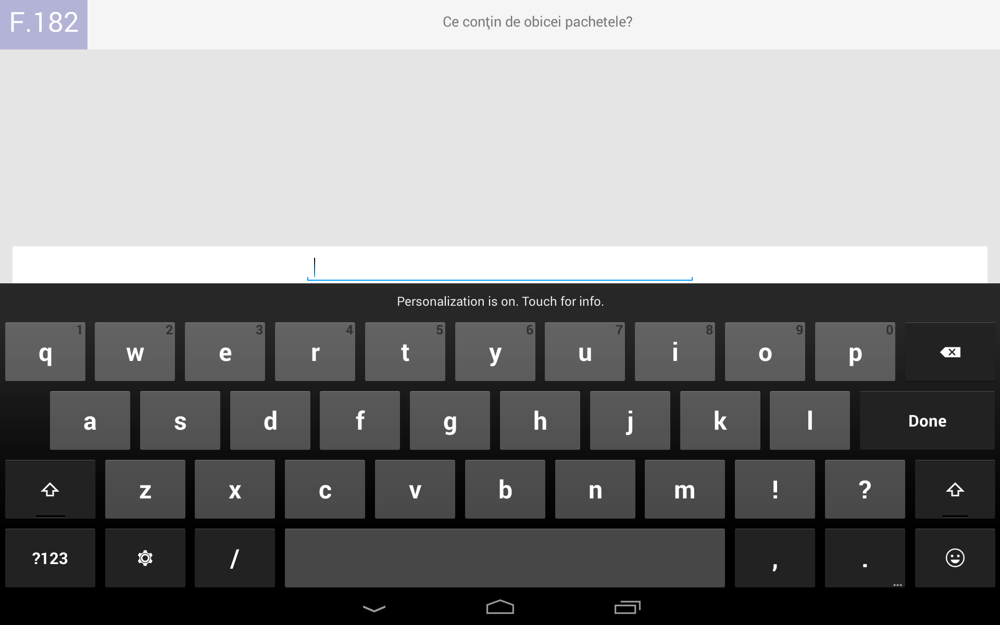 F.182
Ce conţin de obicei pachetele?
Personalization is on. Touch for info.
q 1 w 2 e 3 r 4 t 5 y 6 u 7 i 8 o 9 p 0
a s d f g h j k l Done
z x c v b n m ! ?
?123 / , . ...